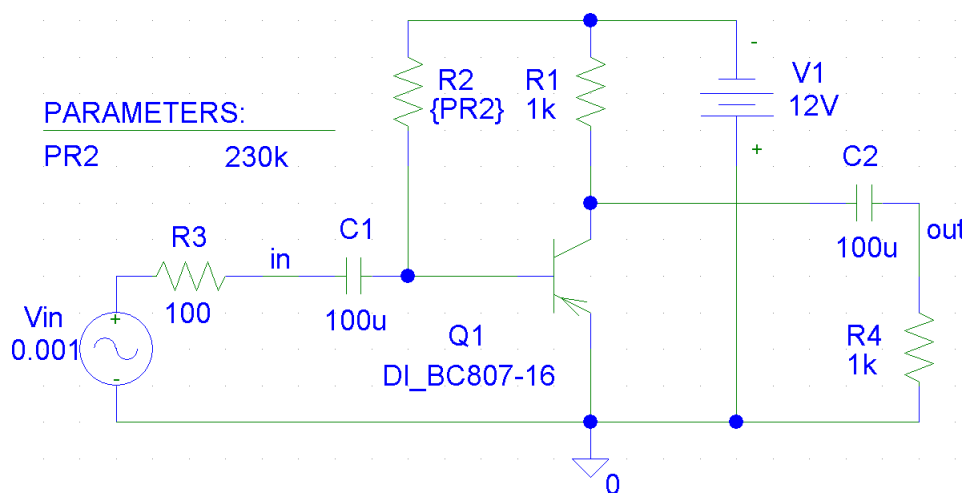 R2
{PR2}
R1
1k
-
V1
12V
+
PARAMETERS:
PR2 230k
C2
100u
out
R3
100
in
C1
100u
Vin
0.001
+
-
Q1
DI_BC807-16
R4
1k
0